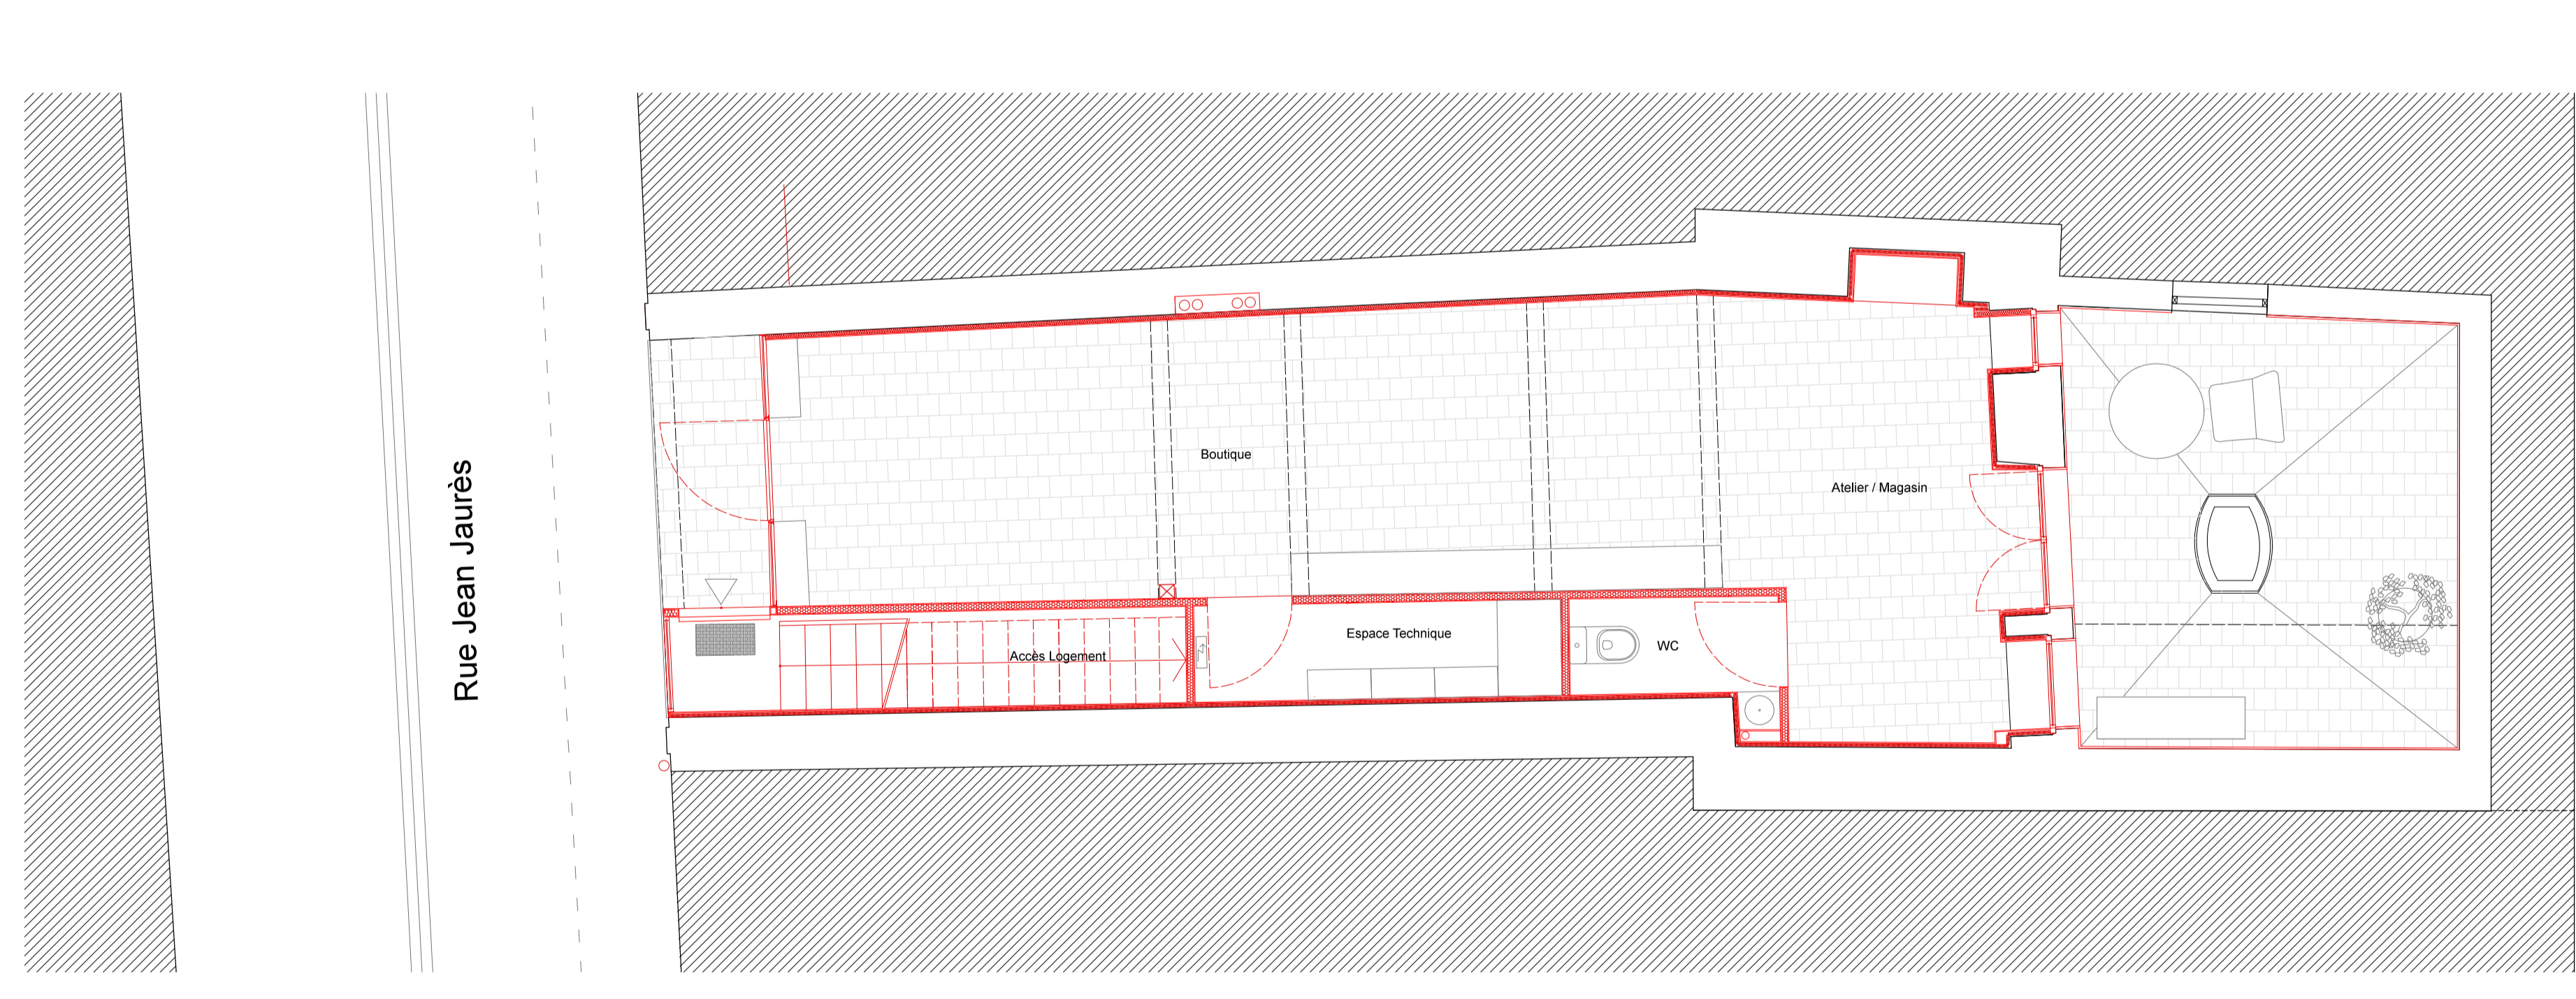 Rue Jean Jaurès
Boutique
Atelier / Magasin
Accès Logement
Espace Technique
WC